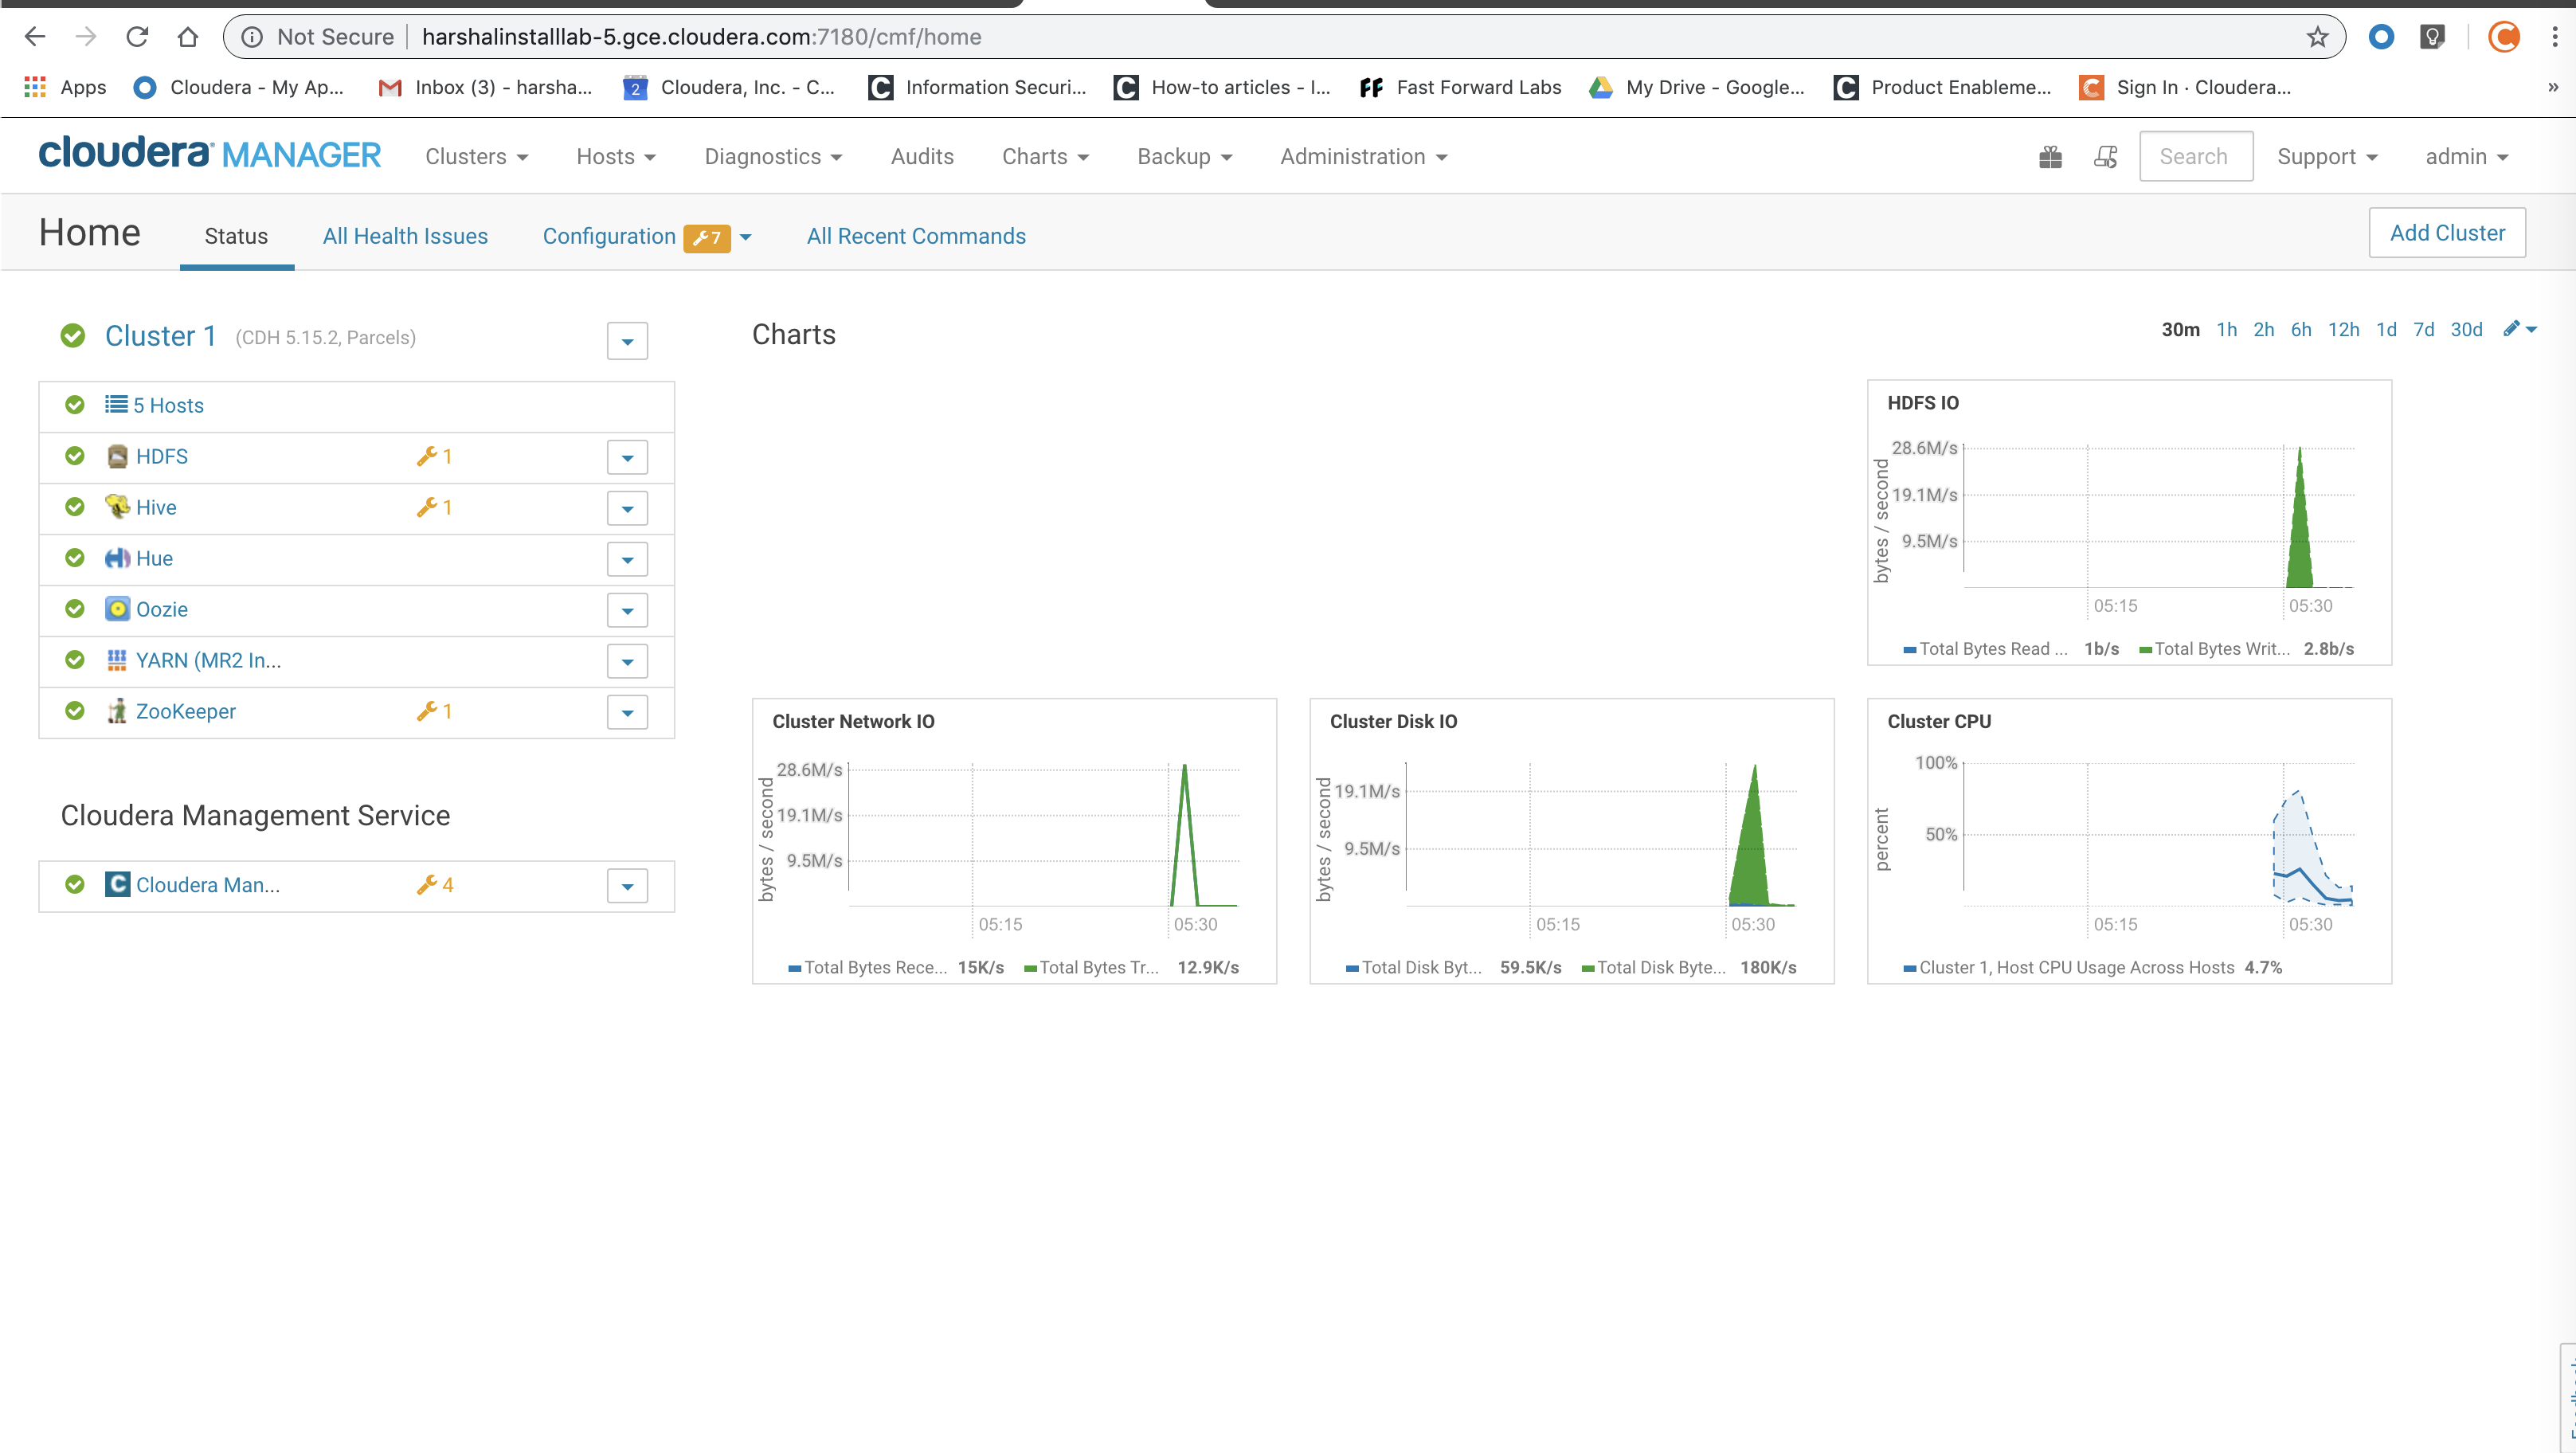 Not Secure harshalinstalllab-5.gce.cloudera.com:7180/cmf/home
Apps Cloudera - My Ap... Inbox (3) - harsha... 2 Cloudera, Inc. - C... C Information Securi... C How-to articles - I... FF Fast Forward Labs My Drive - Google... C Product Enableme... C Sign In · Cloudera... »
cloudera MANAGER Clusters Hosts Diagnostics Audits Charts Backup Administration Search Support admin
Home Status All Health Issues Configuration 7 All Recent Commands Add Cluster
Cluster 1 (CDH 5.15.2, Parcels)
5 Hosts
HDFS 1
Hive 1
Hue
Oozie
YARN (MR2 In...
ZooKeeper 1
Cloudera Management Service
C Cloudera Man... 4
Charts
30m 1h 2h 6h 12h 1d 7d 30d
HDFS IO
bytes / second
28.6M/s
19.1M/s
9.5M/s
05:15 05:30
Total Bytes Read ... 1b/s Total Bytes Writ... 2.8b/s
Cluster Network IO
bytes / second
28.6M/s
19.1M/s
9.5M/s
05:15 05:30
Total Bytes Rece... 15K/s Total Bytes Tr... 12.9K/s
Cluster Disk IO
bytes / second
19.1M/s
9.5M/s
05:15 05:30
Total Disk Byt... 59.5K/s Total Disk Byte... 180K/s
Cluster CPU
percent
100%
50%
05:15 05:30
Cluster 1, Host CPU Usage Across Hosts 4.7%